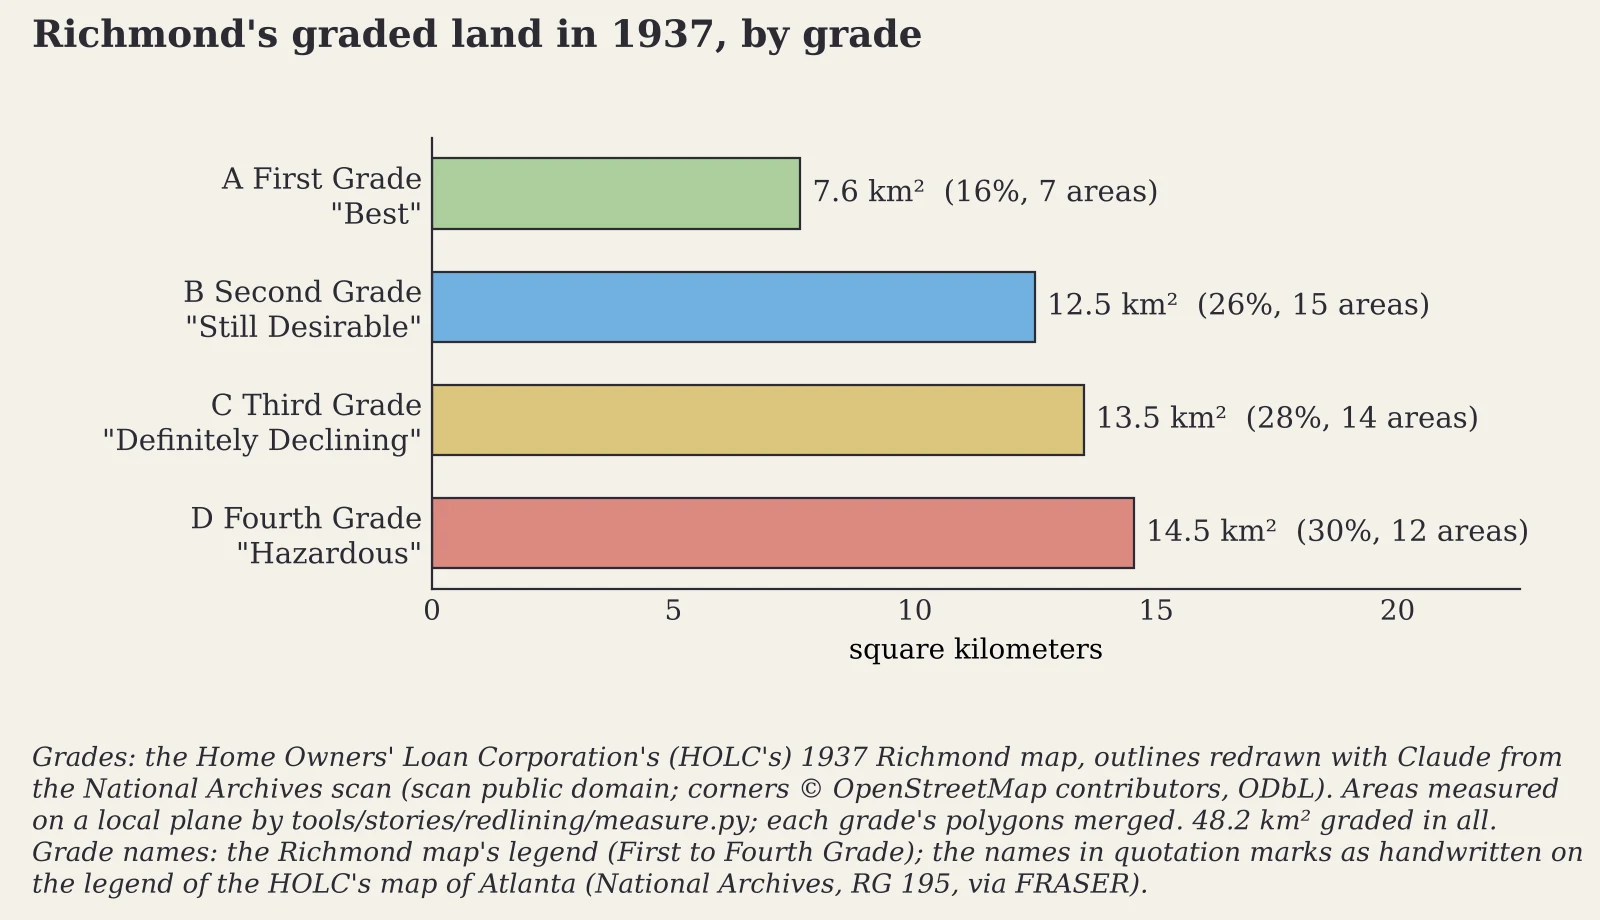 Richmond's graded land in 1937, by grade
A First Grade
"Best"
7.6 km² (16%, 7 areas)
B Second Grade
"Still Desirable"
12.5 km² (26%, 15 areas)
C Third Grade
"Definitely Declining"
13.5 km² (28%, 14 areas)
D Fourth Grade
"Hazardous"
14.5 km² (30%, 12 areas)
0 5 10 15 20
square kilometers
Grades: the Home Owners' Loan Corporation's (HOLC's) 1937 Richmond map, outlines redrawn with Claude from
the National Archives scan (scan public domain; corners © OpenStreetMap contributors, ODbL). Areas measured
on a local plane by tools/stories/redlining/measure.py; each grade's polygons merged. 48.2 km² graded in all.
Grade names: the Richmond map's legend (First to Fourth Grade); the names in quotation marks as handwritten on
the legend of the HOLC's map of Atlanta (National Archives, RG 195, via FRASER).